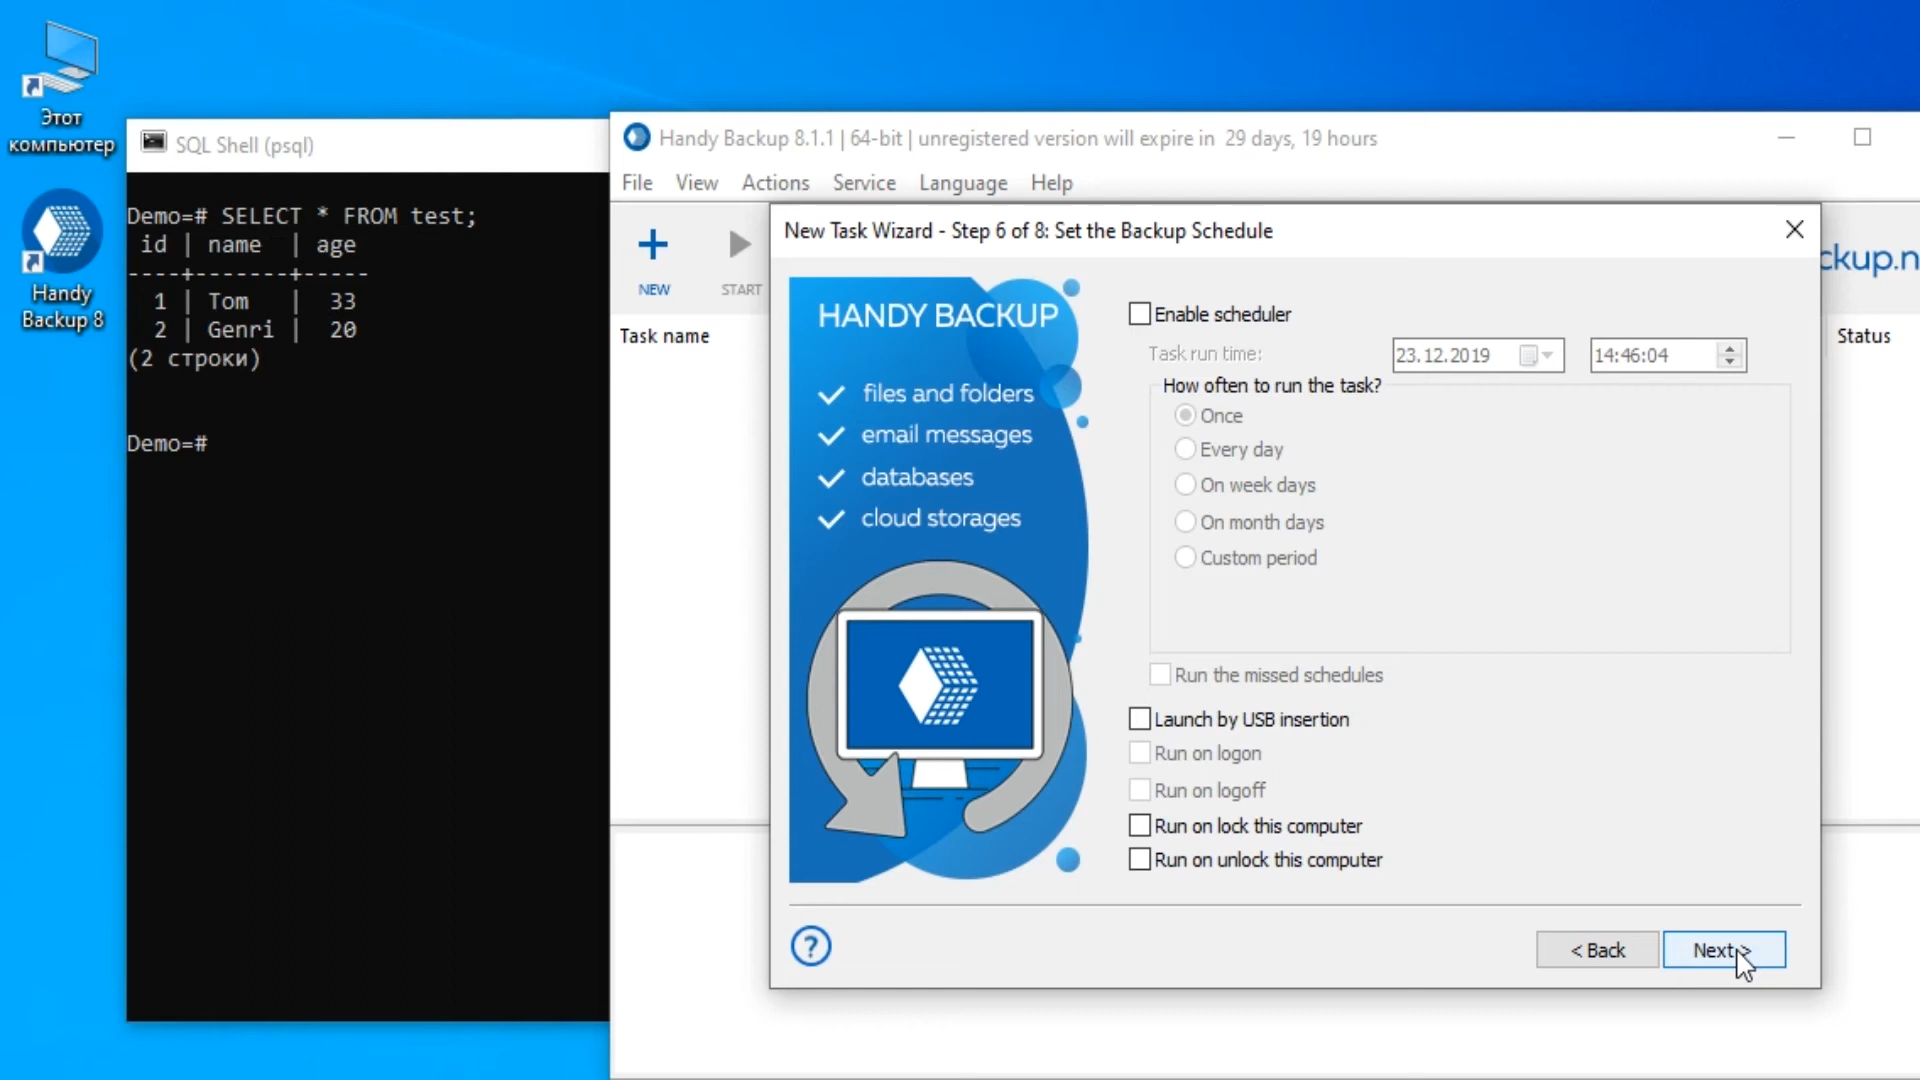 Этот
компьютер
Handy
Backup 8
SQL Shell (psql)
Demo=# SELECT * FROM test;
id | name | age
----+-------+-----
1 | Tom | 33
2 | Genri | 20
(2 строки)
Demo=#
Handy Backup 8.1.1 | 64-bit | unregistered version will expire in 29 days, 19 hours
File View Actions Service Language Help
NEW
START
Task name
Status
ckup.n
New Task Wizard - Step 6 of 8: Set the Backup Schedule
HANDY BACKUP
files and folders
email messages
databases
cloud storages
Enable scheduler
Task run time: 23.12.2019 14:46:04
How often to run the task?
Once
Every day
On week days
On month days
Custom period
Run the missed schedules
Launch by USB insertion
Run on logon
Run on logoff
Run on lock this computer
Run on unlock this computer
?
< Back
Next >